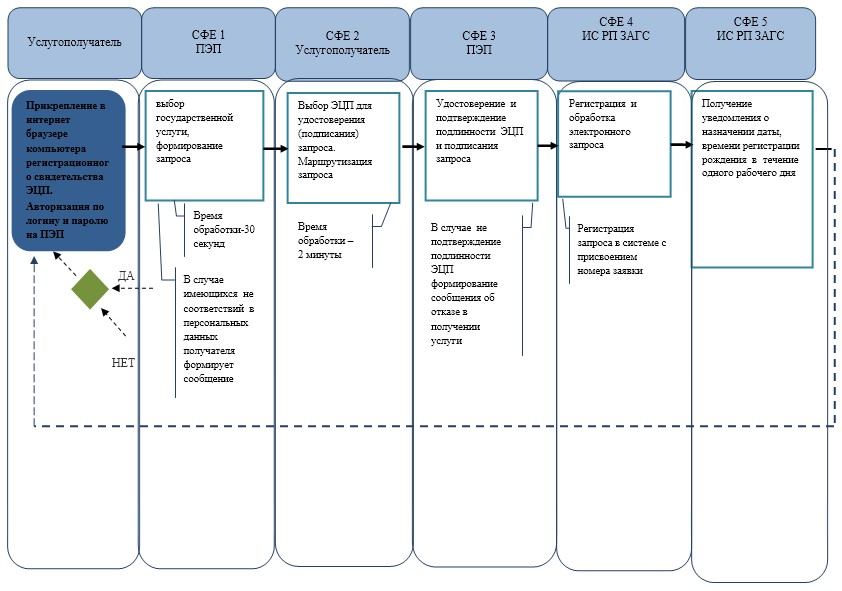 Услугополучатель
СФЕ 1
ПЭП
СФЕ 2
Услугополучатель
СФЕ 3
ПЭП
СФЕ 4
ИС РП ЗАГС
СФЕ 5
ИС РП ЗАГС
Прикрепление в
интернет
браузере
компьютера
регистрационног
о свидетельства
ЭЦП.
Авторизация по
логину и паролю
на ПЭП
ДА
НЕТ
выбор
государственной
услуги,
формирование
запроса
Время
обработки-30
секунд
В случае
имеющихся не
соответствий в
персональных
данных
получателя
формирует
сообщение
Выбор ЭЦП для
удостоверения
(подписания)
запроса.
Маршрутизация
запроса
Время
обработки –
2 минуты
Удостоверение и
подтверждение
подлинности ЭЦП
и подписания
запроса
В случае не
подтверждение
подлинности
ЭЦП
формирование
сообщения об
отказе в
получении
услуги
Регистрация и
обработка
электронного
запроса
Регистрация
запроса в системе с
присвоением
номера заявки
Получение
уведомления о
назначении даты,
времени регистрации
рождения в течение
одного рабочего дня